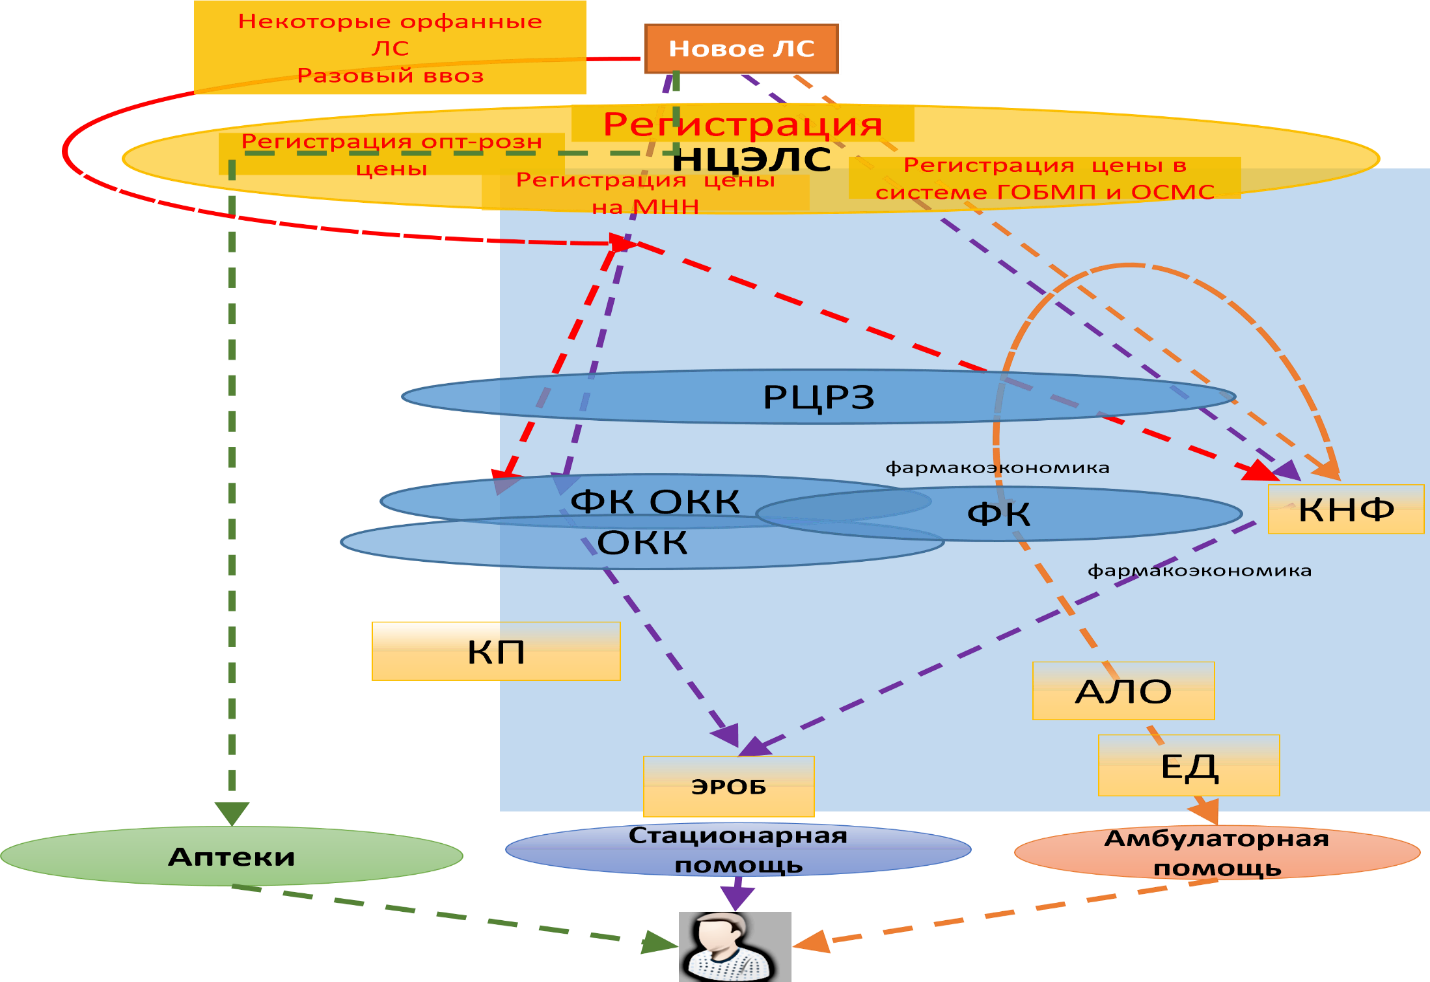 Некоторые орфанные
ЛС
Разовый ввоз
Новое ЛС
Регистрация
НЦЭЛС
Регистрация опт-розн
цены
Регистрация цены
на МНН
Регистрация цены в
системе ГОБМП и ОСМС
РЦРЗ
фармакоэкономика
ФК ОКК
ФК
КНФ
ОКК
фармакоэкономика
КП
АЛО
ЕД
ЭРОБ
Аптеки
Стационарная
помощь
Амбулаторная
помощь